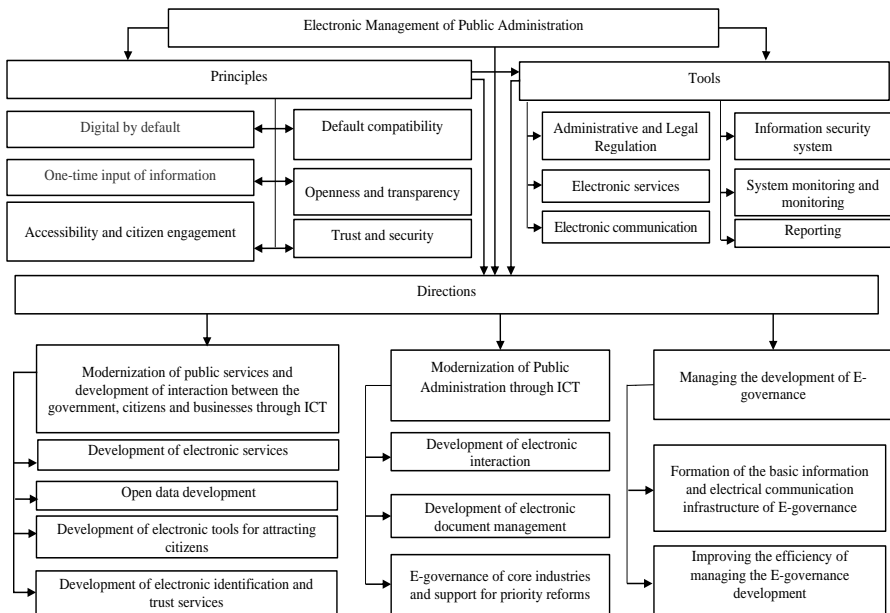 Electronic Management of Public Administration
Principles
Tools
Digital by default
Default compatibility
One-time input of information
Openness and transparency
Accessibility and citizen engagement
Trust and security
Administrative and Legal
Regulation
Information security
system
Electronic services
System monitoring and
monitoring
Electronic communication
Reporting
Directions
Modernization of public services and
development of interaction between the
government, citizens and businesses through ICT
Development of electronic services
Open data development
Development of electronic tools for attracting
citizens
Development of electronic identification and
trust services
Modernization of Public
Administration through ICT
Development of electronic
interaction
Development of electronic
document management
E-governance of core industries
and support for priority reforms
Managing the development of E-
governance
Formation of the basic information
and electrical communication
infrastructure of E-governance
Improving the efficiency of
managing the E-governance
development